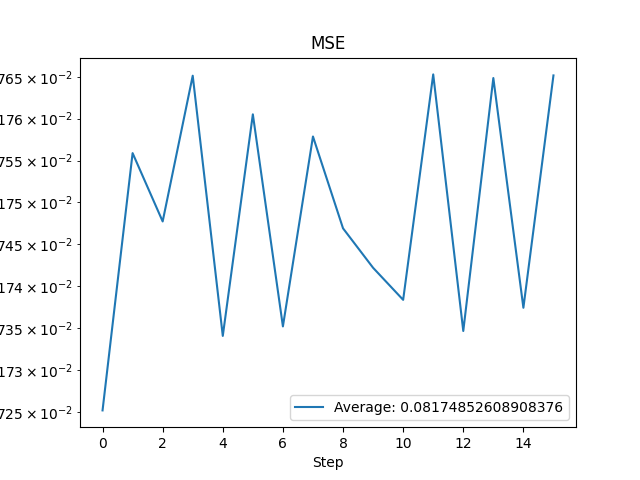 MSE
765 × 10⁻²
176 × 10⁻²
755 × 10⁻²
175 × 10⁻²
745 × 10⁻²
174 × 10⁻²
735 × 10⁻²
173 × 10⁻²
725 × 10⁻²
Average: 0.08174852608908376
0 2 4 6 8 10 12 14
Step